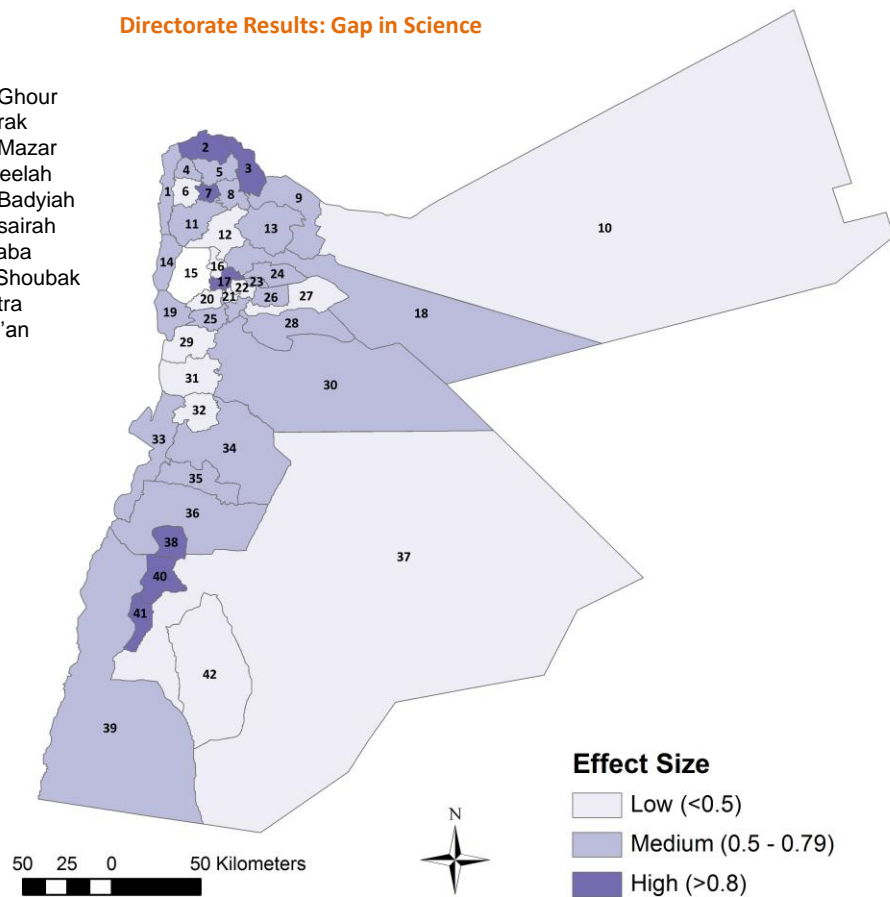 Directorate Results: Gap in Science
Ghour
rak
Mazar
eelah
Badyiah
sairah
aba
Shoubak
tra
'an
2
3
4
5
1
6
7
8
9
10
11
12
13
14
15
16
17
24
23
22
18
19
20
21
26
27
25
28
29
30
31
32
33
34
35
36
37
38
40
41
42
39
Effect Size
Low (<0.5)
Medium (0.5 - 0.79)
High (>0.8)
N
50 25 0 50 Kilometers